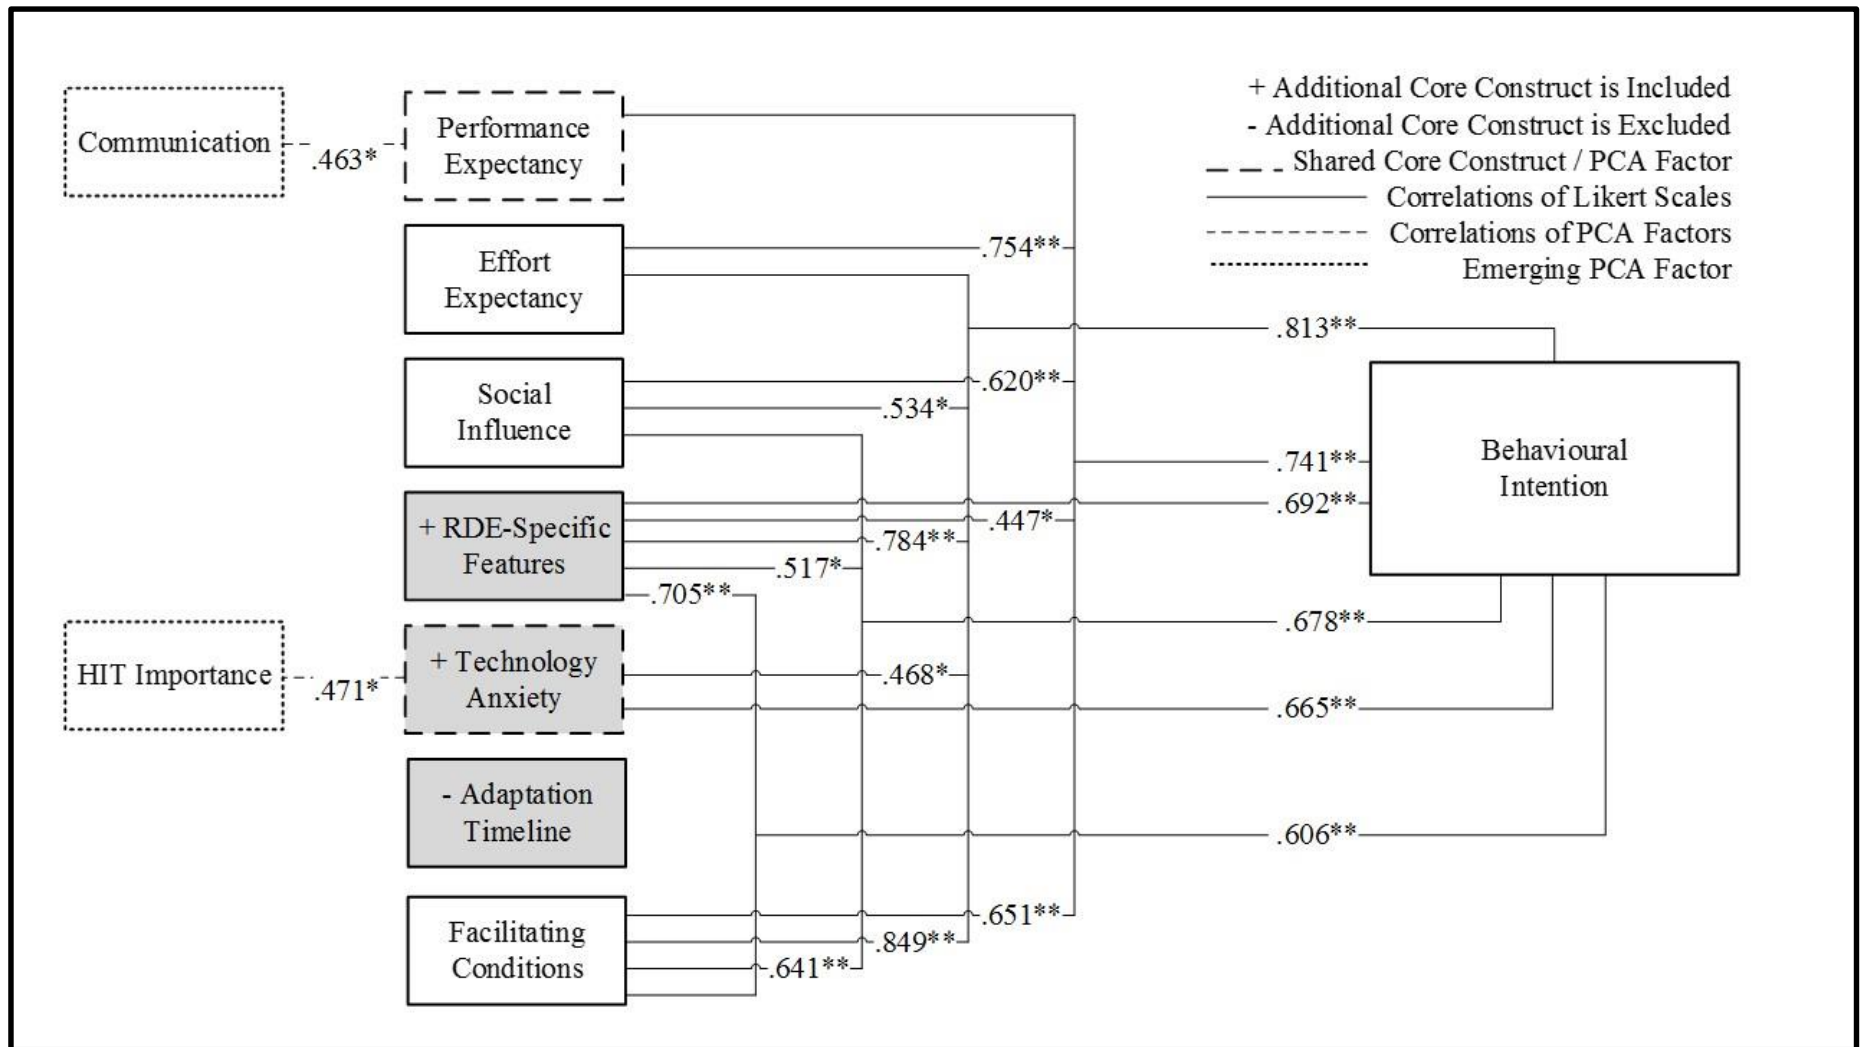 Communication
.463*
Performance
Expectancy
+ Additional Core Construct is Included
- Additional Core Construct is Excluded
Shared Core Construct / PCA Factor
Correlations of Likert Scales
Correlations of PCA Factors
Emerging PCA Factor
Effort
Expectancy
.754**
.813**
Social
Influence
.620**
.534*
Behavioural
Intention
.741**
.692**
+ RDE-Specific
Features
.447*
.784**
.517*
.705**
.678**
HIT Importance
.471*
+ Technology
Anxiety
.468*
.665**
- Adaptation
Timeline
.606**
Facilitating
Conditions
.651**
.849**
.641**